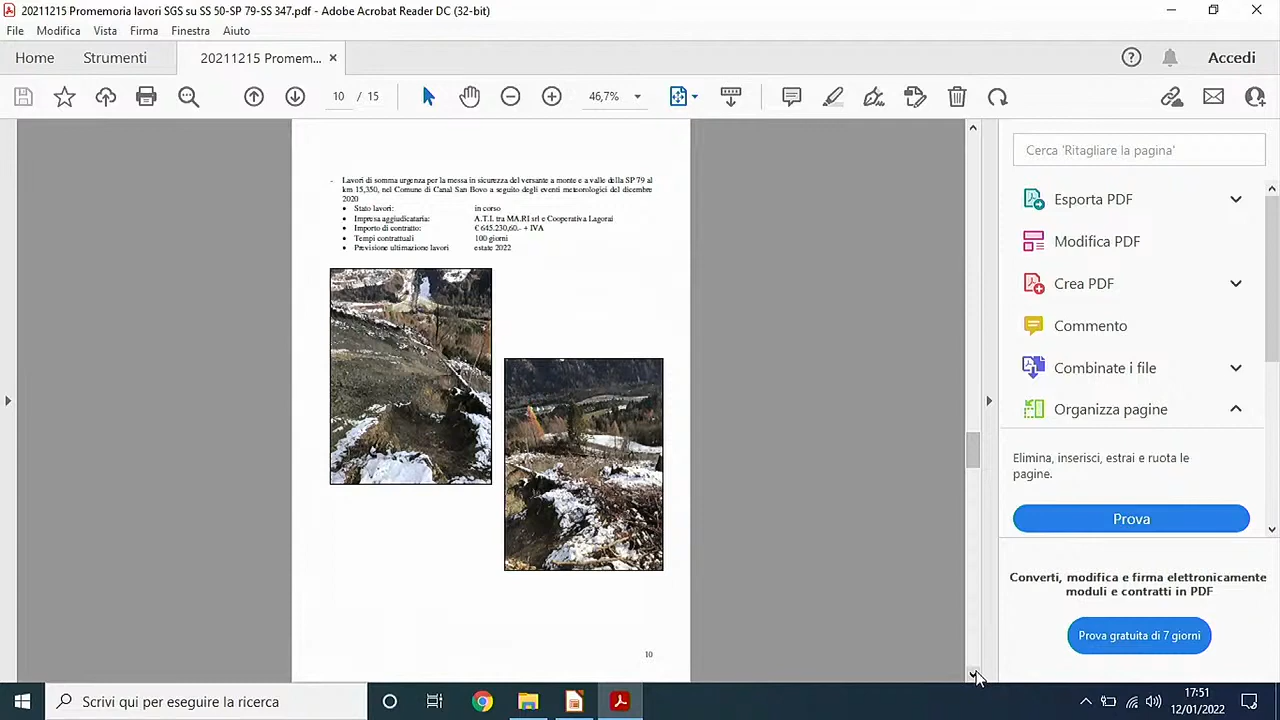 20211215 Promemoria lavori SGS su SS 50-SP 79-SS 347.pdf - Adobe Acrobat Reader DC (32-bit)
File Modifica Vista Firma Finestra Aiuto
Home Strumenti 20211215 Promem... × Accedi
10 / 15 46,7%
Cerca 'Ritagliare la pagina'
- Lavori di somma urgenza per la messa in sicurezza del versante a monte e a valle della SP 79 al
km 15,350, nel Comune di Canal San Bovo a seguito degli eventi meteorologici del dicembre
2020
• Stato lavori: in corso
• Impresa aggiudicataria: A.T.I. tra MA.RI srl e Cooperativa Lagorai
• Importo di contratto: € 645.230,60.- + IVA
• Tempi contrattuali 100 giorni
• Previsione ultimazione lavori estate 2022
10
Esporta PDF
Modifica PDF
Crea PDF
Commento
Combinate i file
Organizza pagine
Elimina, inserisci, estrai e ruota le
pagine.
Prova
Converti, modifica e firma elettronicamente
moduli e contratti in PDF
Prova gratuita di 7 giorni
Scrivi qui per eseguire la ricerca
17:51
12/01/2022